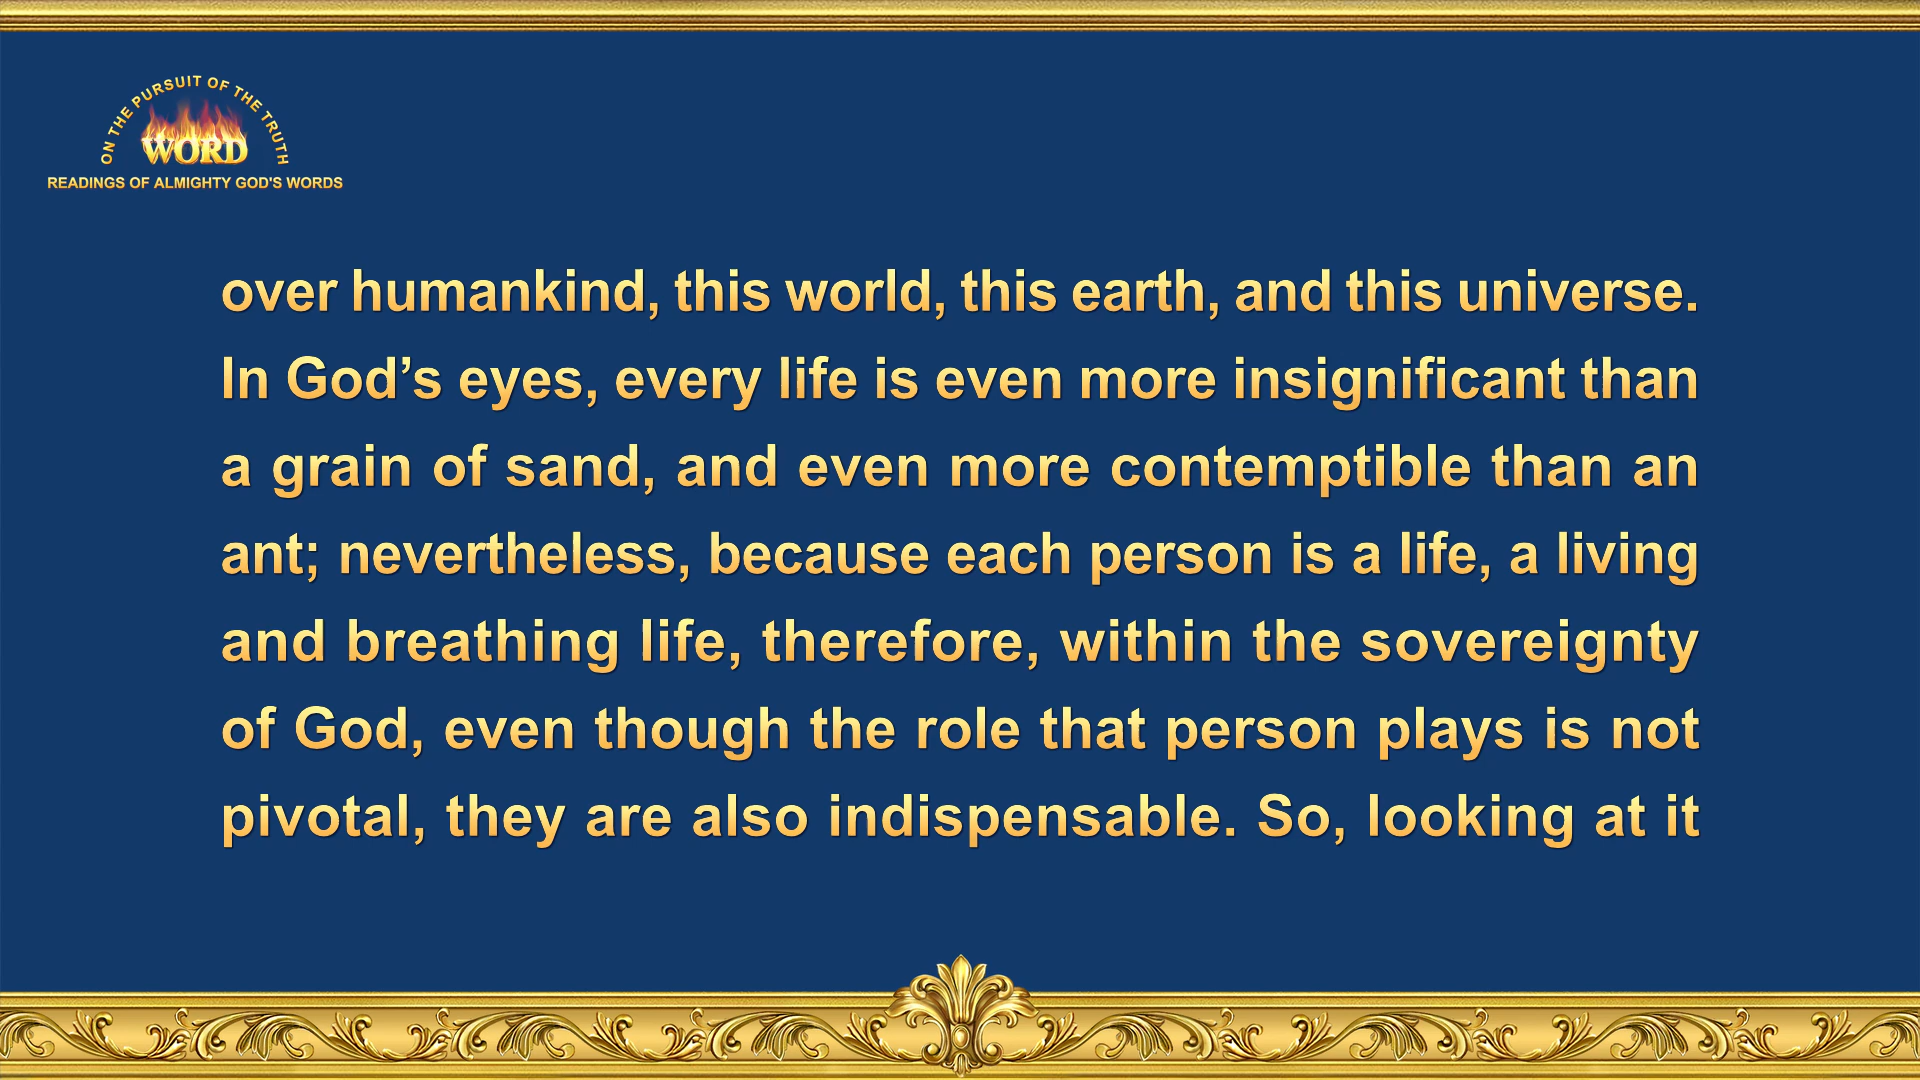 ON THE PURSUIT OF THE TRUTH
WORD
READINGS OF ALMIGHTY GOD'S WORDS
over humankind, this world, this earth, and this universe.
In God’s eyes, every life is even more insignificant than
a grain of sand, and even more contemptible than an
ant; nevertheless, because each person is a life, a living
and breathing life, therefore, within the sovereignty
of God, even though the role that person plays is not
pivotal, they are also indispensable. So, looking at it